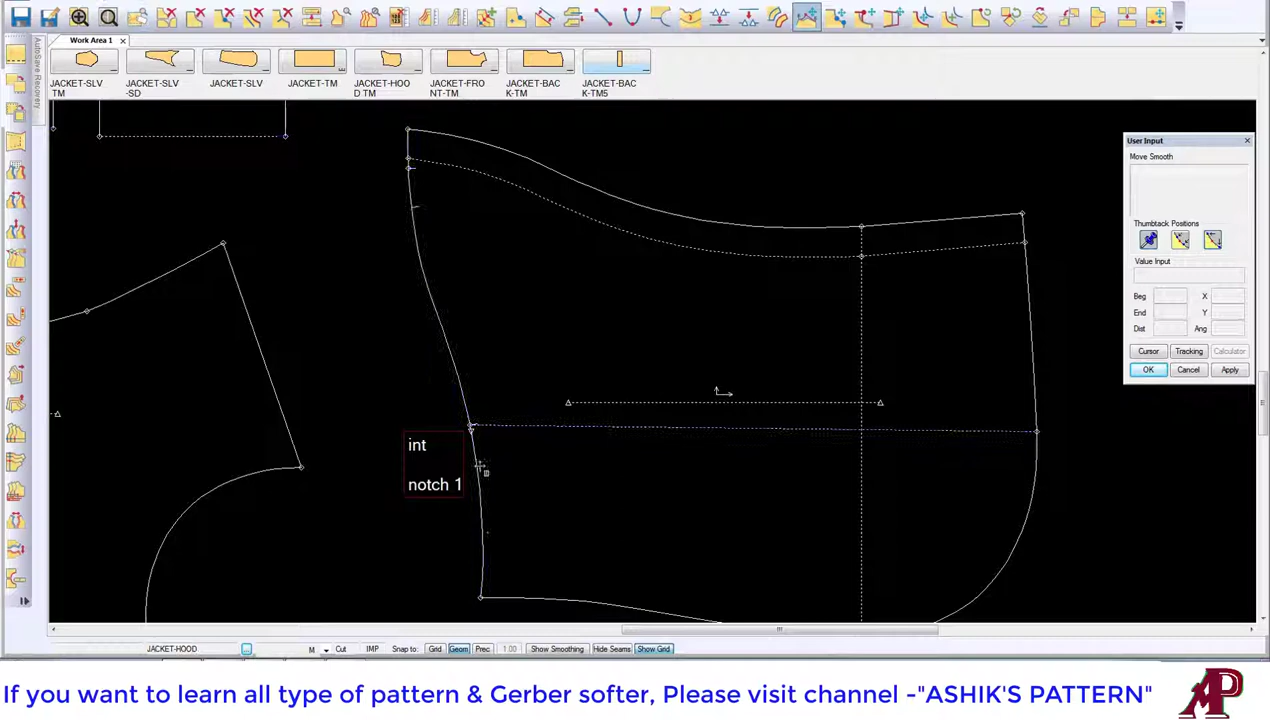 Work Area 1
AutoSave Recovery
JACKET-SLV
TM
JACKET-SLV
-SD
JACKET-SLV
JACKET-TM
JACKET-HOO
D TM
JACKET-FRO
NT-TM
JACKET-BAC
K-TM
JACKET-BAC
K-TM5
User Input
Move Smooth
Thumbtack Positions
Value Input
Beg
X
End
Y
Dist
Ang
Cursor
Tracking
Calculator
OK
Cancel
Apply
int
notch 1
JACKET-HOOD
...
M
Cut
IMP
Snap to:
Grid
Geom
Prec
1.00
Show Smoothing
Hide Seams
Show Grid
If you want to learn all type of pattern & Gerber softer, Please visit channel -"ASHIK'S PATTERN"
AP